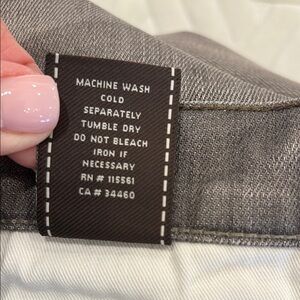 MACHINE WASH
COLD
SEPARATELY
TUMBLE DRY
DO NOT BLEACH
IRON IF
NECESSARY
RN # 115561
CA # 34460